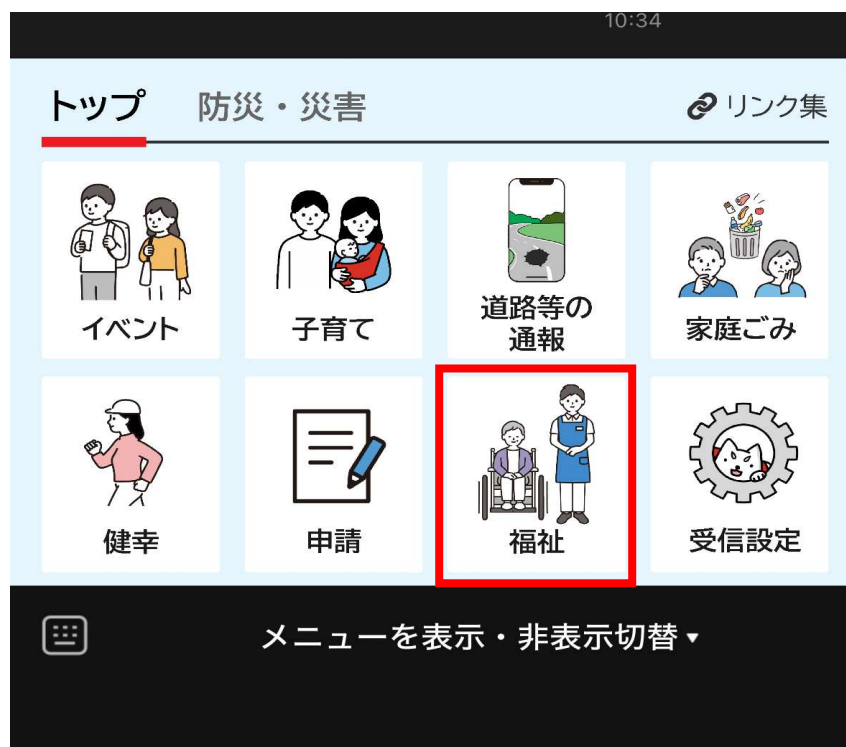 10:34
トップ 防災・災害 リンク集
イベント
子育て
道路等の
通報
家庭ごみ
健幸
申請
福祉
受信設定
メニューを表示・非表示切替▼